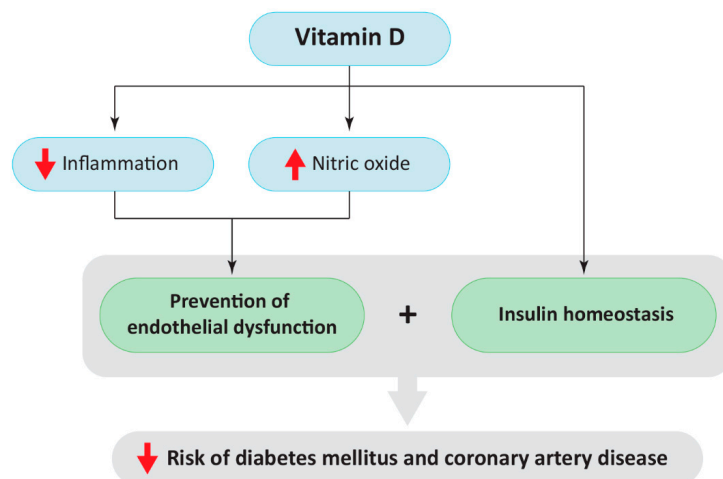 Vitamin D
Inflammation
Nitric oxide
Prevention of
endothelial dysfunction
+
Insulin homeostasis
Risk of diabetes mellitus and coronary artery disease